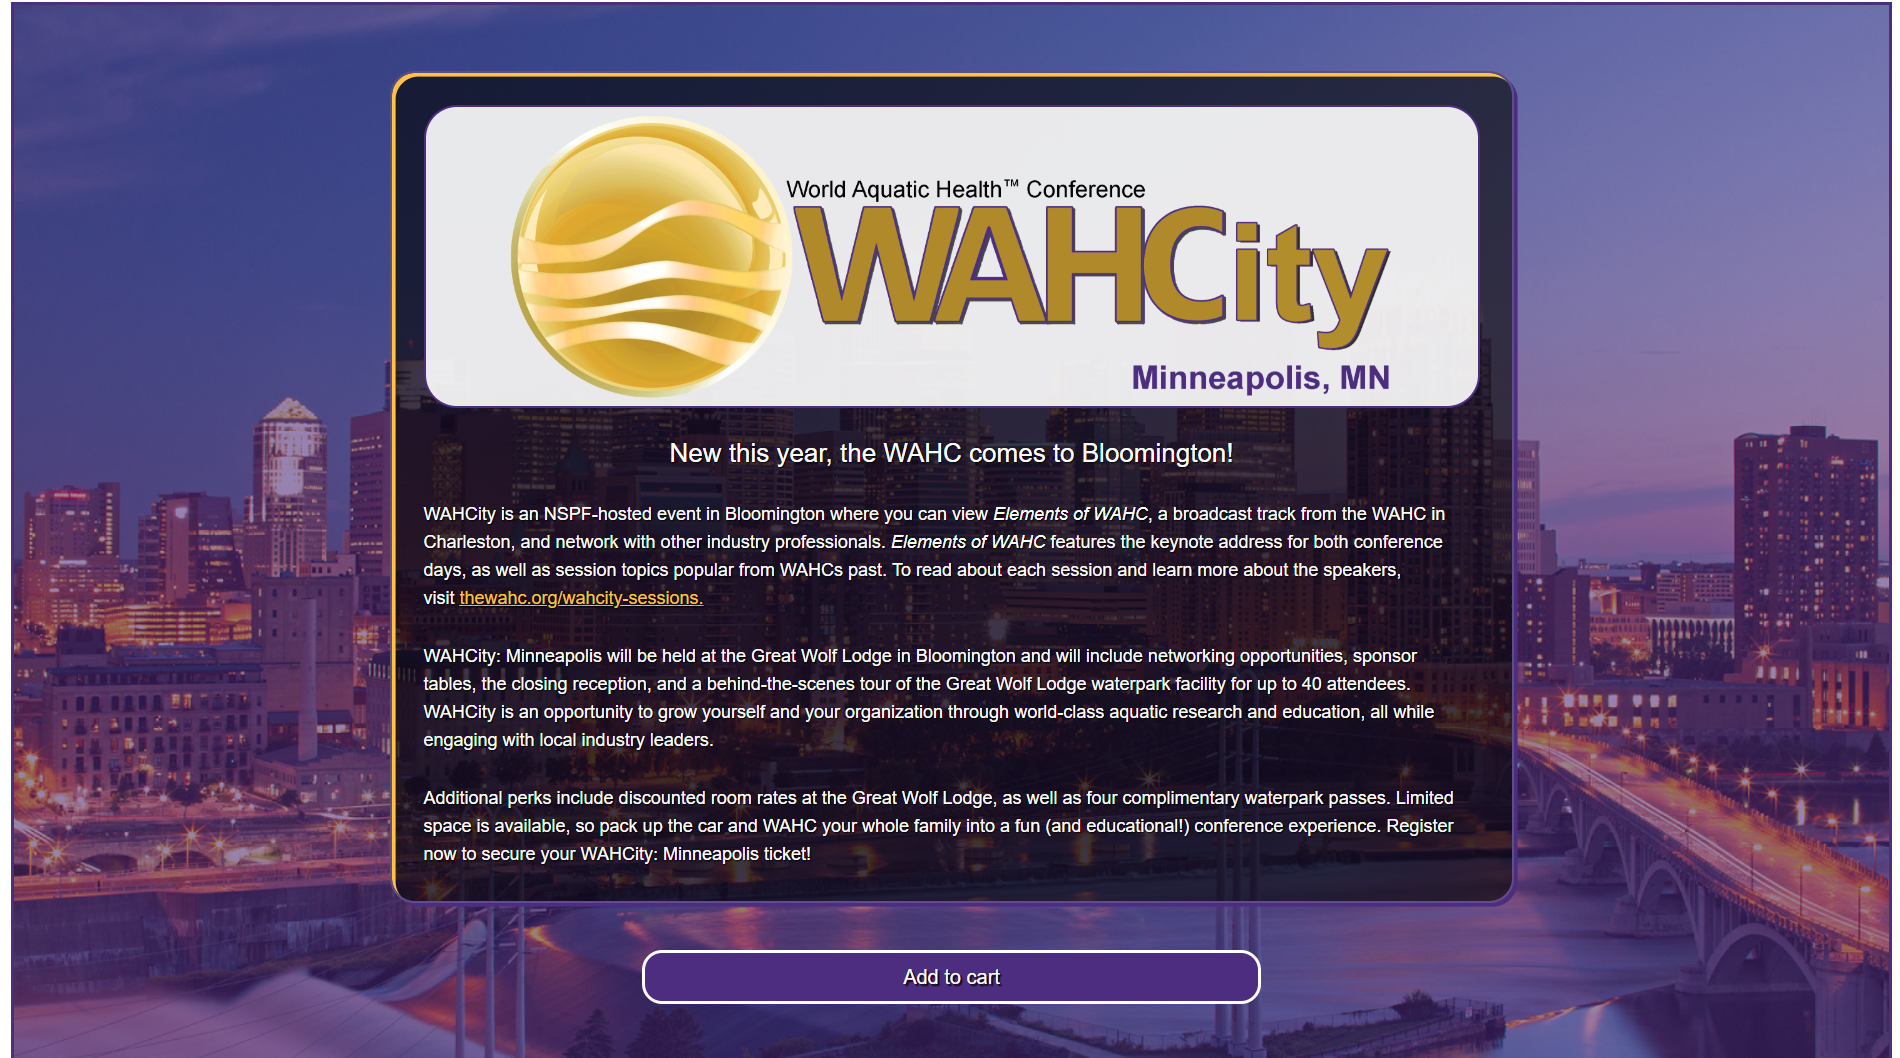 World Aquatic Health™ Conference
WAHCity
Minneapolis, MN
New this year, the WAHC comes to Bloomington!
WAHCity is an NSPF-hosted event in Bloomington where you can view Elements of WAHC, a broadcast track from the WAHC in
Charleston, and network with other industry professionals. Elements of WAHC features the keynote address for both conference
days, as well as session topics popular from WAHCs past. To read about each session and learn more about the speakers,
visit thewahc.org/wahcity-sessions.
WAHCity: Minneapolis will be held at the Great Wolf Lodge in Bloomington and will include networking opportunities, sponsor
tables, the closing reception, and a behind-the-scenes tour of the Great Wolf Lodge waterpark facility for up to 40 attendees.
WAHCity is an opportunity to grow yourself and your organization through world-class aquatic research and education, all while
engaging with local industry leaders.
Additional perks include discounted room rates at the Great Wolf Lodge, as well as four complimentary waterpark passes. Limited
space is available, so pack up the car and WAHC your whole family into a fun (and educational!) conference experience. Register
now to secure your WAHCity: Minneapolis ticket!
Add to cart